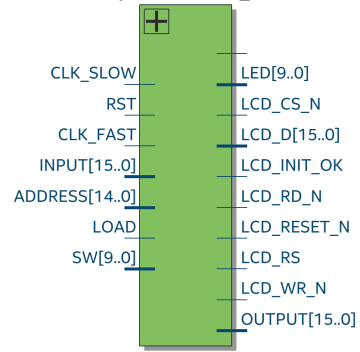 CLK_SLOW
RST
CLK_FAST
INPUT[15..0]
ADDRESS[14..0]
LOAD
SW[9..0]
LED[9..0]
LCD_CS_N
LCD_D[15..0]
LCD_INIT_OK
LCD_RD_N
LCD_RESET_N
LCD_RS
LCD_WR_N
OUTPUT[15..0]